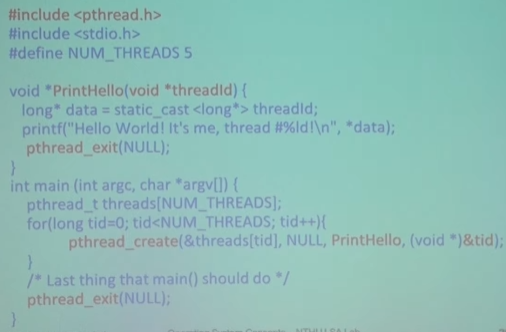 #include <pthread.h>
#include <stdio.h>
#define NUM_THREADS 5
void *PrintHello(void *threadId) {
long* data = static_cast <long*> threadId;
printf("Hello World! It's me, thread #%ld!\n", *data);
pthread_exit(NULL);
}
int main (int argc, char *argv[]) {
pthread_t threads[NUM_THREADS];
for(long tid=0; tid<NUM_THREADS; tid++){
pthread_create(&threads[tid], NULL, PrintHello, (void *)&tid);
}
/* Last thing that main() should do */
pthread_exit(NULL);
}